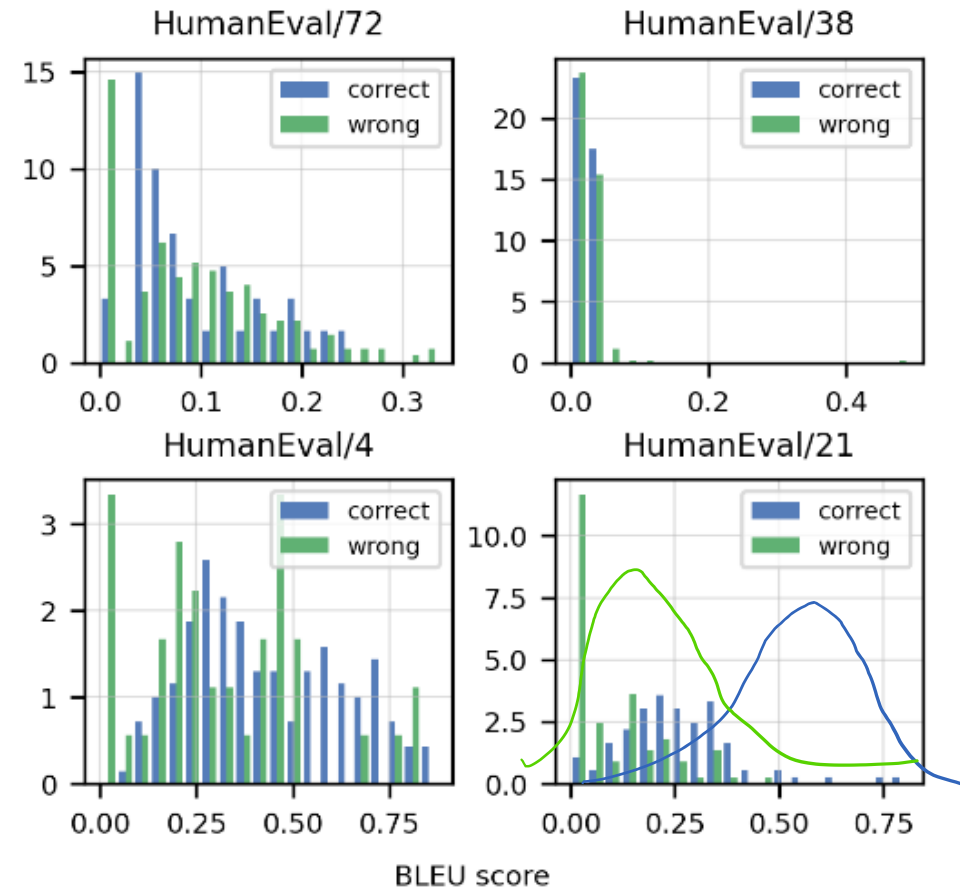 HumanEval/72
HumanEval/38
15
10
5
0
correct
wrong
0.0 0.1 0.2 0.3
20
15
10
5
0
correct
wrong
0.0 0.2 0.4
HumanEval/4
HumanEval/21
3
2
1
0
correct
wrong
0.00 0.25 0.50 0.75
10.0
7.5
5.0
2.5
0.0
correct
wrong
0.00 0.25 0.50 0.75
BLEU score